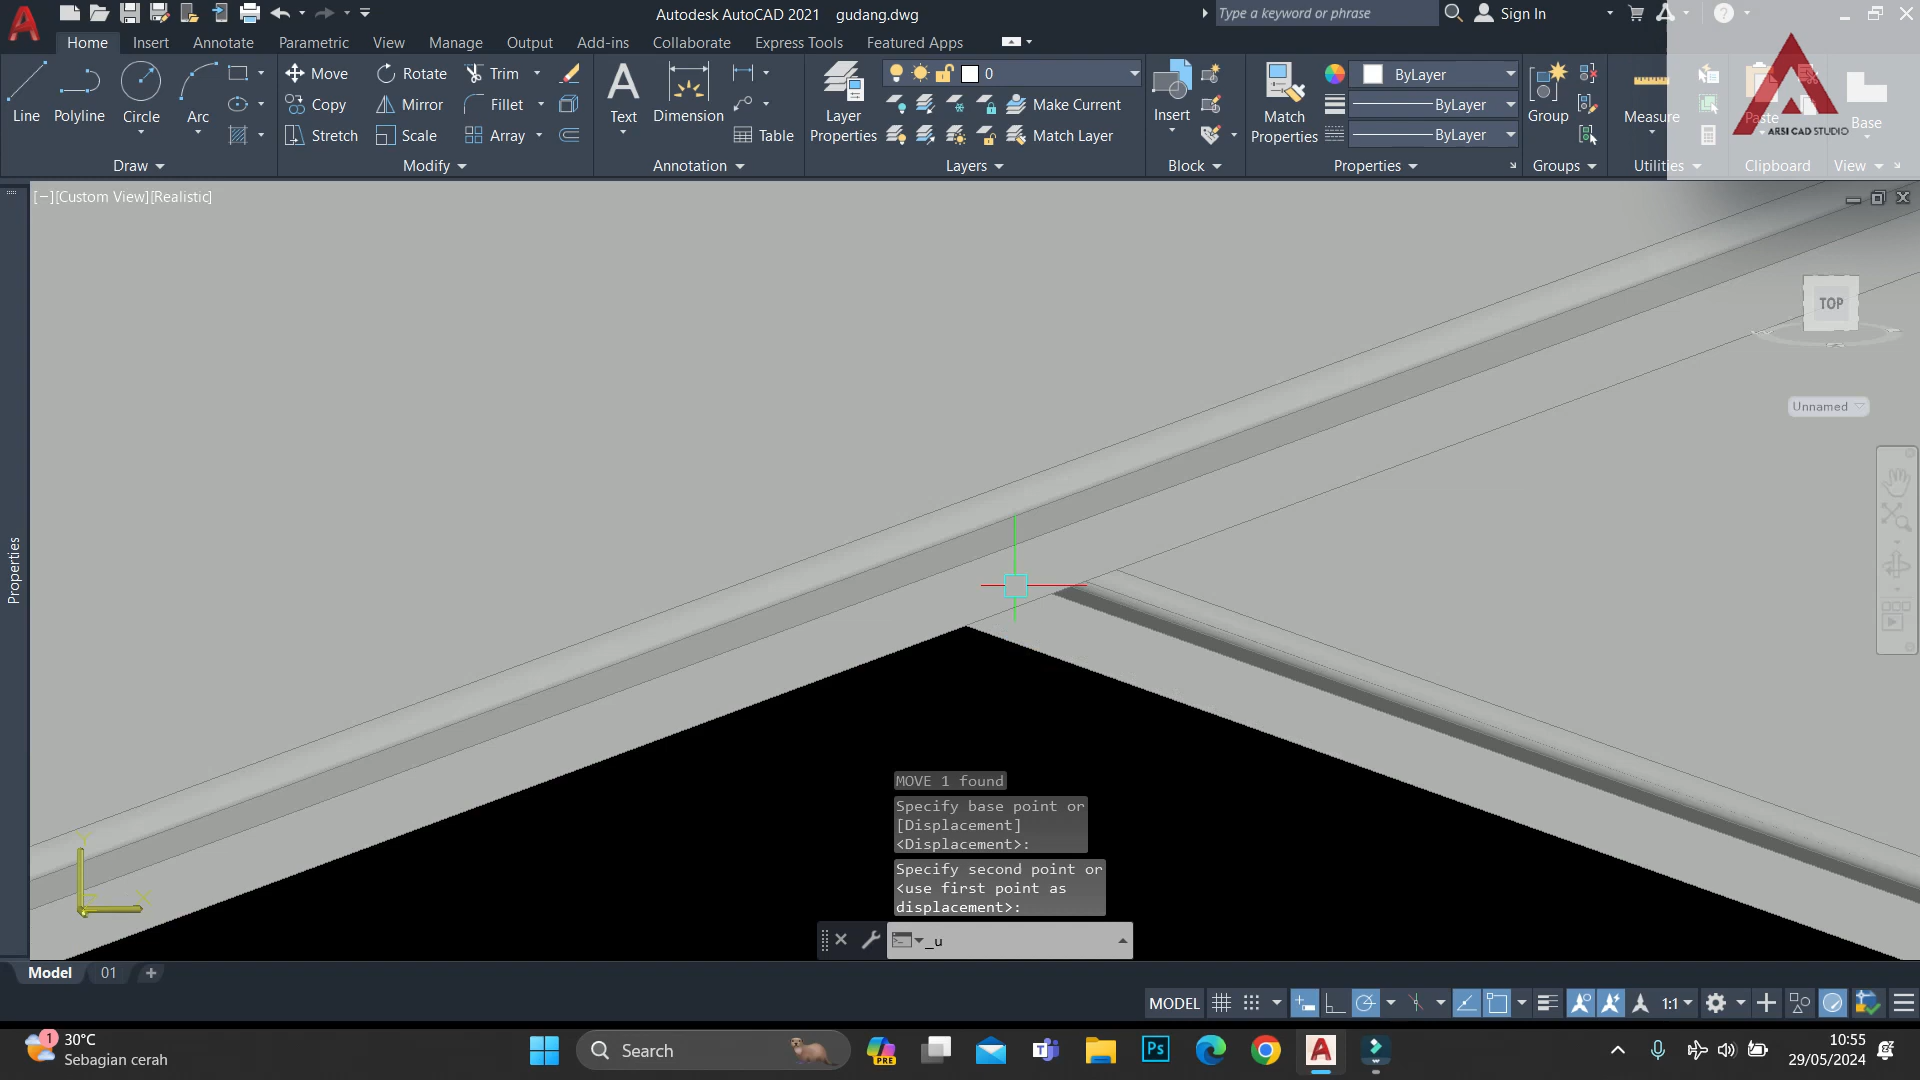 Autodesk AutoCAD 2021 gudang.dwg
Type a keyword or phrase
Sign In
Home Insert Annotate Parametric View Manage Output Add-ins Collaborate Express Tools Featured Apps
Line Polyline Circle Arc
Draw
Move Rotate Trim
Copy Mirror Fillet
Stretch Scale Array
Modify
Text Dimension Table
Annotation
Layer Properties
0
Make Current
Match Layer
Layers
Insert
Block
Match Properties
ByLayer
ByLayer
ByLayer
Properties
Group
Groups
Measure
Utilities
Paste
Clipboard
Base
View
ARSI CAD STUDIO
[−][Custom View][Realistic]
TOP
Unnamed
Properties
Y
X
Z
MOVE 1 found
Specify base point or
[Displacement]
<Displacement>:
Specify second point or
<use first point as
displacement>:
_u
Model 01 +
MODEL 1:1
1
30°C
Sebagian cerah
Search
PRE
Ps
10:55
29/05/2024